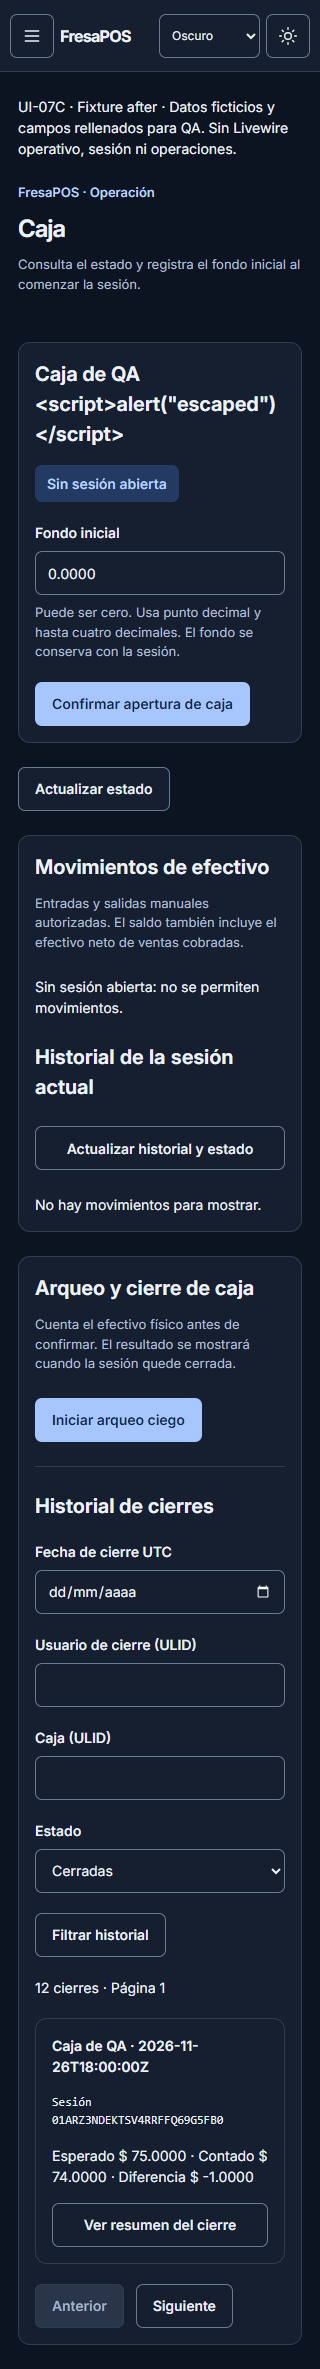 FresaPOS
Oscuro
UI-07C · Fixture after · Datos ficticios y
campos rellenados para QA. Sin Livewire
operativo, sesión ni operaciones.
FresaPOS · Operación
Caja
Consulta el estado y registra el fondo inicial al
comenzar la sesión.
Caja de QA
<script>alert("escaped")
</script>
Sin sesión abierta
Fondo inicial
0.0000
Puede ser cero. Usa punto decimal y
hasta cuatro decimales. El fondo se
conserva con la sesión.
Confirmar apertura de caja
Actualizar estado
Movimientos de efectivo
Entradas y salidas manuales
autorizadas. El saldo también incluye el
efectivo neto de ventas cobradas.
Sin sesión abierta: no se permiten
movimientos.
Historial de la sesión
actual
Actualizar historial y estado
No hay movimientos para mostrar.
Arqueo y cierre de caja
Cuenta el efectivo físico antes de
confirmar. El resultado se mostrará
cuando la sesión quede cerrada.
Iniciar arqueo ciego
Historial de cierres
Fecha de cierre UTC
dd/mm/aaaa
Usuario de cierre (ULID)
Caja (ULID)
Estado
Cerradas
Filtrar historial
12 cierres · Página 1
Caja de QA · 2026-11-
26T18:00:00Z
Sesión
01ARZ3NDEKTSV4RRFFQ69G5FB0
Esperado $ 75.0000 · Contado $
74.0000 · Diferencia $ -1.0000
Ver resumen del cierre
Anterior
Siguiente